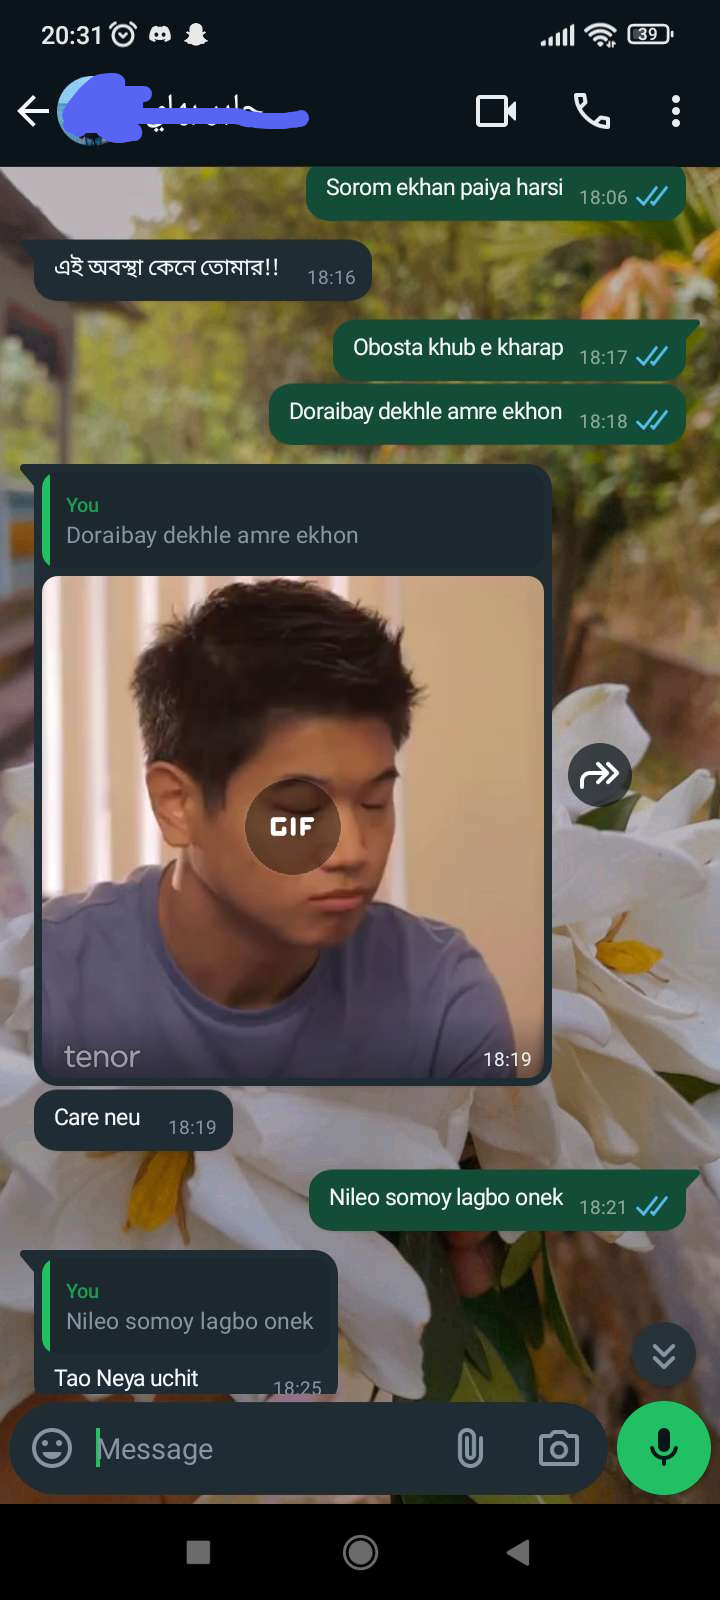 20:31
39
Sorom ekhan paiya harsi 18:06
এই অবস্থা কেনে তোমার!! 18:16
Obosta khub e kharap 18:17
Doraibay dekhle amre ekhon 18:18
You
Doraibay dekhle amre ekhon
GIF
tenor 18:19
Care neu 18:19
Nileo somoy lagbo onek 18:21
You
Nileo somoy lagbo onek
Tao Neya uchit 18:25
Message